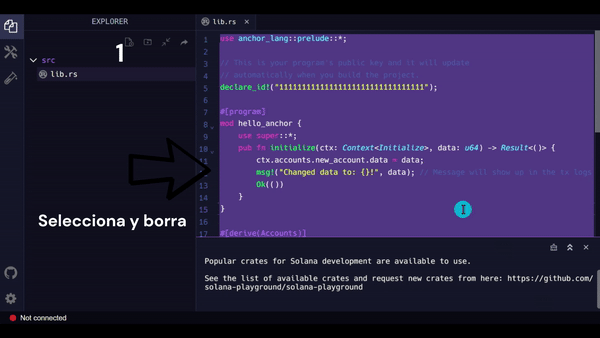 EXPLORER
1
src
lib.rs
Selecciona y borra
Not connected
lib.rs
1 use anchor_lang::prelude::*;
2
3 // This is your program's public key and it will update
4 // automatically when you build the project.
5 declare_id!("11111111111111111111111111111111");
6
7 #[program]
8 mod hello_anchor {
9 use super::*;
10 pub fn initialize(ctx: Context<Initialize>, data: u64) -> Result<()> {
11 ctx.accounts.new_account.data = data;
12 msg!("Changed data to: {}!", data); // Message will show up in the tx logs
13 Ok(())
14 }
15 }
16
17 #[derive(Accounts)]
Popular crates for Solana development are available to use.
See the list of available crates and request new crates from here: https://github.com/
solana-playground/solana-playground